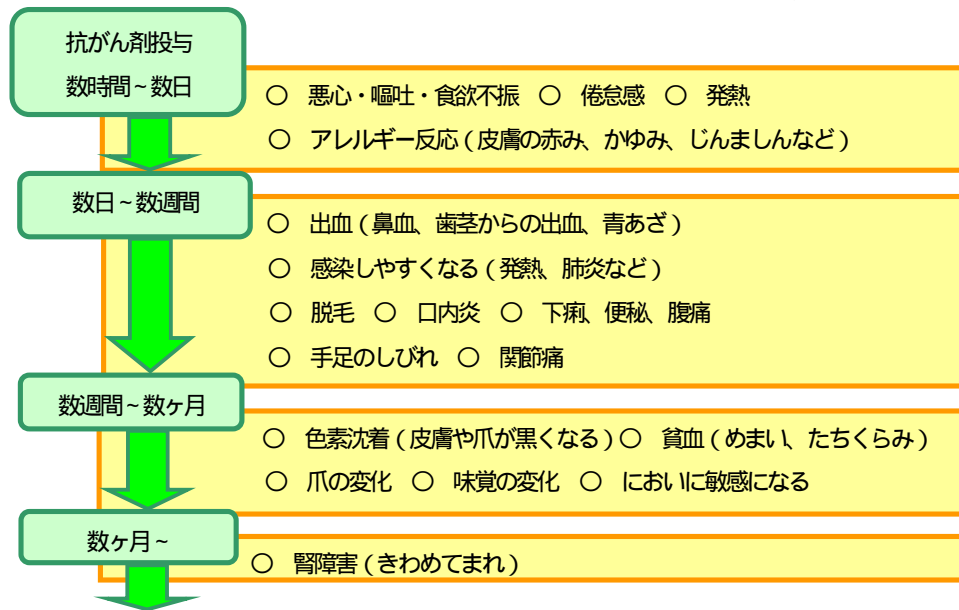 抗がん剤投与
数時間~数日
○ 悪心・嘔吐・食欲不振 ○ 倦怠感 ○ 発熱
○ アレルギー反応(皮膚の赤み、かゆみ、じんましんなど)
数日~数週間
○ 出血(鼻血、歯茎からの出血、青あざ)
○ 感染しやすくなる(発熱、肺炎など)
○ 脱毛 ○ 口内炎 ○ 下痢、便秘、腹痛
○ 手足のしびれ ○ 関節痛
数週間~数ヶ月
○ 色素沈着(皮膚や爪が黒くなる)○ 貧血(めまい、たちくらみ)
○ 爪の変化 ○ 味覚の変化 ○ においに敏感になる
数ヶ月~
○ 腎障害(きわめてまれ)